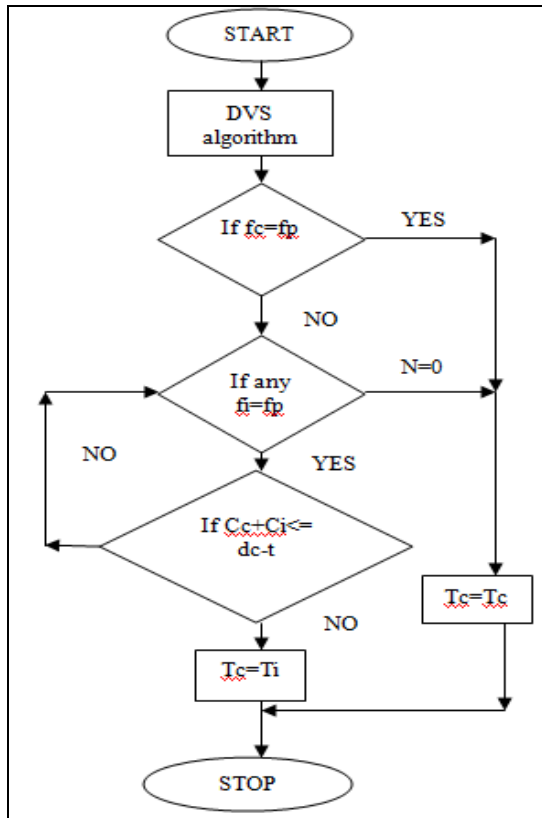 START
DVS
algorithm
If fc=fp
YES
NO
If any
fi=fp
N=0
NO
YES
If Cc+Ci<=
dc-t
NO
Tc=Tc
Tc=Ti
STOP